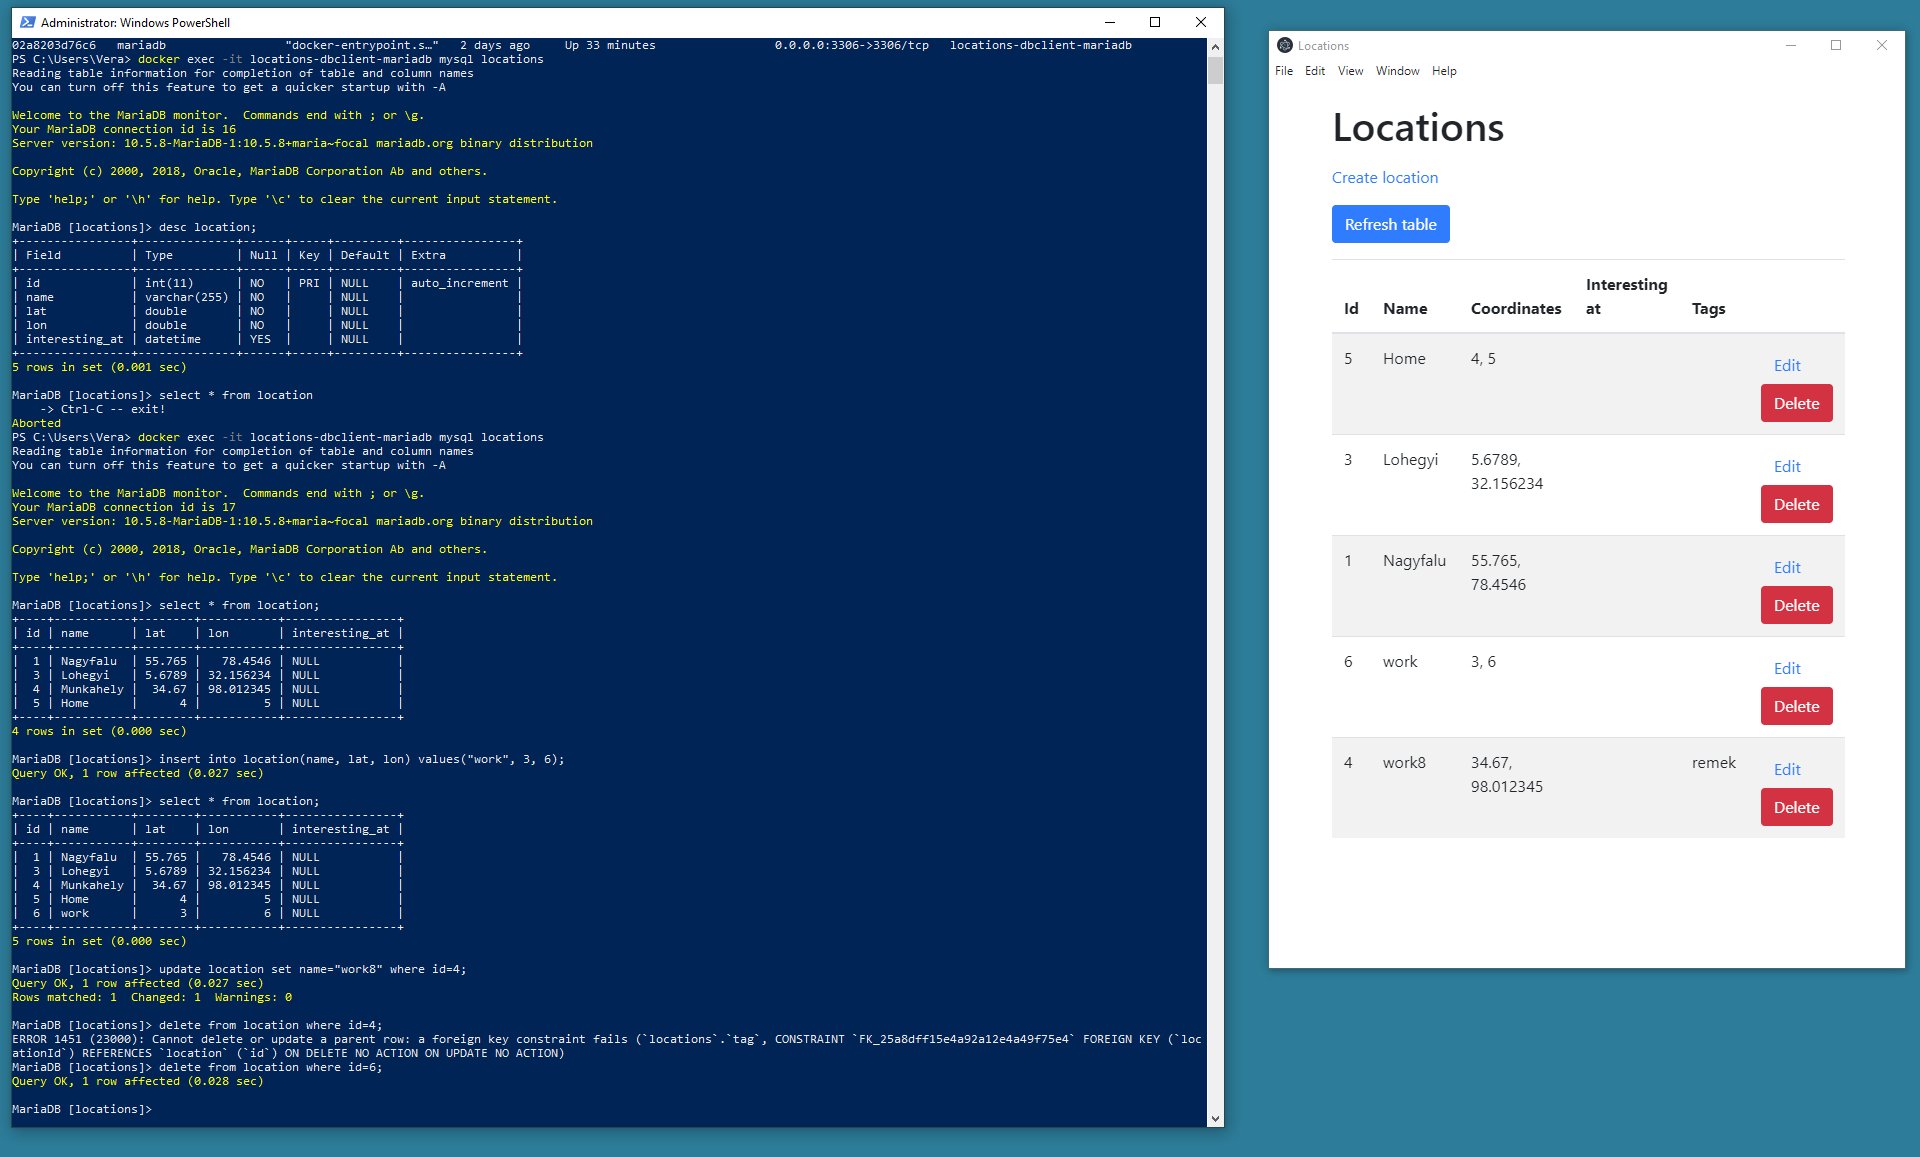 Administrator: Windows PowerShell
02a8203d76c6   mariadb                 "docker-entrypoint.s…"   2 days ago     Up 33 minutes                 0.0.0.0:3306->3306/tcp   locations-dbclient-mariadb
PS C:\Users\Vera> docker exec -it locations-dbclient-mariadb mysql locations
Reading table information for completion of table and column names
You can turn off this feature to get a quicker startup with -A
Welcome to the MariaDB monitor.  Commands end with ; or \g.
Your MariaDB connection id is 16
Server version: 10.5.8-MariaDB-1:10.5.8+maria~focal mariadb.org binary distribution
Copyright (c) 2000, 2018, Oracle, MariaDB Corporation Ab and others.
Type 'help;' or '\h' for help. Type '\c' to clear the current input statement.
MariaDB [locations]> desc location;
+----------------+--------------+------+-----+---------+----------------+
| Field          | Type         | Null | Key | Default | Extra          |
+----------------+--------------+------+-----+---------+----------------+
| id             | int(11)      | NO   | PRI | NULL    | auto_increment |
| name           | varchar(255) | NO   |     | NULL    |                |
| lat            | double       | NO   |     | NULL    |                |
| lon            | double       | NO   |     | NULL    |                |
| interesting_at | datetime     | YES  |     | NULL    |                |
+----------------+--------------+------+-----+---------+----------------+
5 rows in set (0.001 sec)
MariaDB [locations]> select * from location
    -> Ctrl-C -- exit!
Aborted
PS C:\Users\Vera> docker exec -it locations-dbclient-mariadb mysql locations
Reading table information for completion of table and column names
You can turn off this feature to get a quicker startup with -A
Welcome to the MariaDB monitor.  Commands end with ; or \g.
Your MariaDB connection id is 17
Server version: 10.5.8-MariaDB-1:10.5.8+maria~focal mariadb.org binary distribution
Copyright (c) 2000, 2018, Oracle, MariaDB Corporation Ab and others.
Type 'help;' or '\h' for help. Type '\c' to clear the current input statement.
MariaDB [locations]> select * from location;
+----+-----------+--------+-----------+----------------+
| id | name      | lat    | lon       | interesting_at |
+----+-----------+--------+-----------+----------------+
|  1 | Nagyfalu  | 55.765 |   78.4546 | NULL           |
|  3 | Lohegyi   | 5.6789 | 32.156234 | NULL           |
|  4 | Munkahely |  34.67 | 98.012345 | NULL           |
|  5 | Home      |      4 |         5 | NULL           |
+----+-----------+--------+-----------+----------------+
4 rows in set (0.000 sec)
MariaDB [locations]> insert into location(name, lat, lon) values("work", 3, 6);
Query OK, 1 row affected (0.027 sec)
MariaDB [locations]> select * from location;
+----+-----------+--------+-----------+----------------+
| id | name      | lat    | lon       | interesting_at |
+----+-----------+--------+-----------+----------------+
|  1 | Nagyfalu  | 55.765 |   78.4546 | NULL           |
|  3 | Lohegyi   | 5.6789 | 32.156234 | NULL           |
|  4 | Munkahely |  34.67 | 98.012345 | NULL           |
|  5 | Home      |      4 |         5 | NULL           |
|  6 | work      |      3 |         6 | NULL           |
+----+-----------+--------+-----------+----------------+
5 rows in set (0.000 sec)
MariaDB [locations]> update location set name="work8" where id=4;
Query OK, 1 row affected (0.027 sec)
Rows matched: 1  Changed: 1  Warnings: 0
MariaDB [locations]> delete from location where id=4;
ERROR 1451 (23000): Cannot delete or update a parent row: a foreign key constraint fails (`locations`.`tag`, CONSTRAINT `FK_25a8dff15e4a92a12e4a49f75e4` FOREIGN KEY (`loc
ationId`) REFERENCES `location` (`id`) ON DELETE NO ACTION ON UPDATE NO ACTION)
MariaDB [locations]> delete from location where id=6;
Query OK, 1 row affected (0.028 sec)
MariaDB [locations]>
Locations
File Edit View Window Help
Locations
Create location
Refresh table
Interesting
Id Name Coordinates at Tags
5 Home 4, 5
Edit
Delete
3 Lohegyi 5.6789,
Edit
32.156234
Delete
1 Nagyfalu 55.765,
Edit
78.4546
Delete
6 work 3, 6
Edit
Delete
4 work8 34.67, remek
Edit
98.012345
Delete